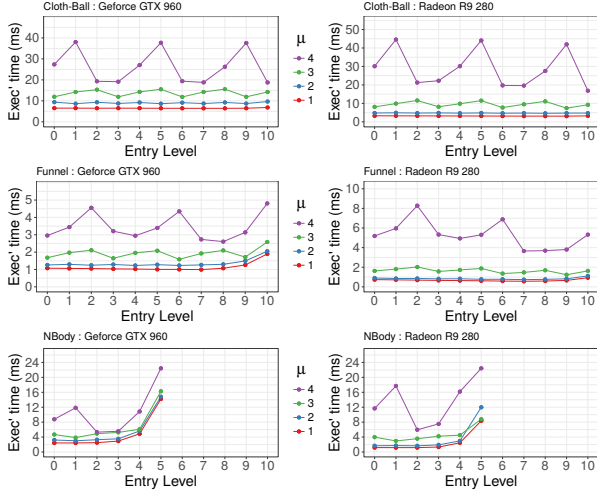 Cloth-Ball : Geforce GTX 960
Exec' time (ms)
40
30
20
10
0
0 1 2 3 4 5 6 7 8 9 10
Entry Level
μ
4
3
2
1
Cloth-Ball : Radeon R9 280
Exec' time (ms)
50
40
30
20
10
0
0 1 2 3 4 5 6 7 8 9 10
Entry Level
Funnel : Geforce GTX 960
Exec' time (ms)
5
4
3
2
1
0
0 1 2 3 4 5 6 7 8 9 10
Entry Level
μ
4
3
2
1
Funnel : Radeon R9 280
Exec' time (ms)
10
8
6
4
2
0
0 1 2 3 4 5 6 7 8 9 10
Entry Level
NBody : Geforce GTX 960
Exec' time (ms)
24
20
16
12
8
4
0
0 1 2 3 4 5 6 7 8 9 10
Entry Level
μ
4
3
2
1
NBody : Radeon R9 280
Exec' time (ms)
24
20
16
12
8
4
0
0 1 2 3 4 5 6 7 8 9 10
Entry Level